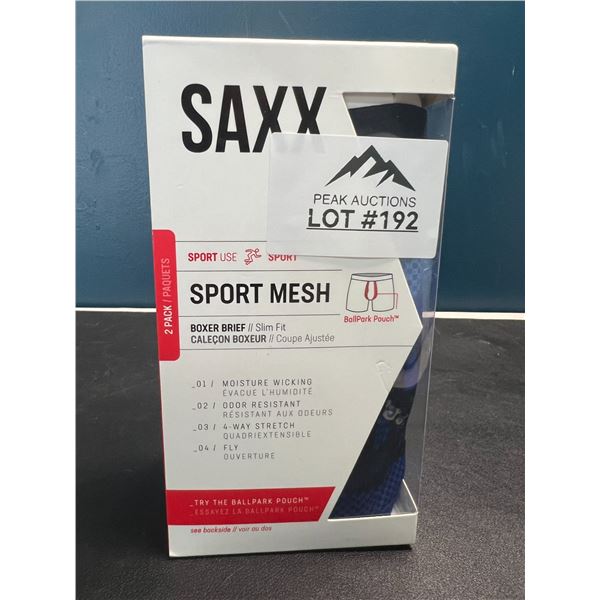 SAXX
PEAK AUCTIONS
LOT #192
2 PACK / PAQUETS
SPORT USE SPORT
SPORT MESH
BallPark Pouch™
BOXER BRIEF // Slim Fit
CALEÇON BOXEUR // Coupe Ajustée
_01 / MOISTURE WICKING
ÉVACUE L'HUMIDITÉ
_02 / ODOR RESISTANT
RÉSISTANT AUX ODEURS
_03 / 4-WAY STRETCH
QUADRIEXTENSIBLE
_04 / FLY
OUVERTURE
_TRY THE BALLPARK POUCH™
_ESSAYEZ LA BALLPARK POUCH™
see backside // voir au dos